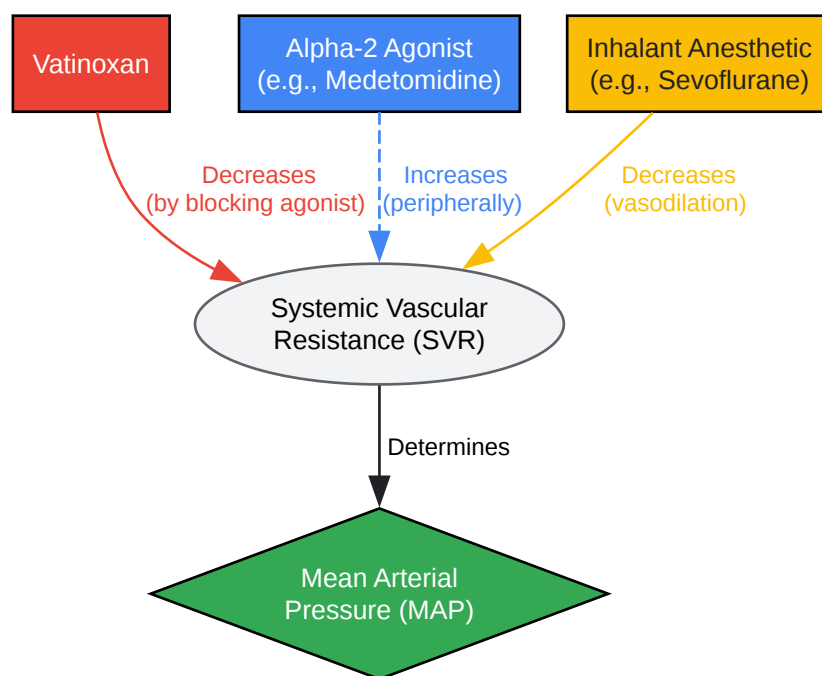 Vatinoxan
Alpha-2 Agonist
(e.g., Medetomidine)
Inhalant Anesthetic
(e.g., Sevoflurane)
Decreases
(by blocking agonist)
Increases
(peripherally)
Decreases
(vasodilation)
Systemic Vascular
Resistance (SVR)
Determines
Mean Arterial
Pressure (MAP)